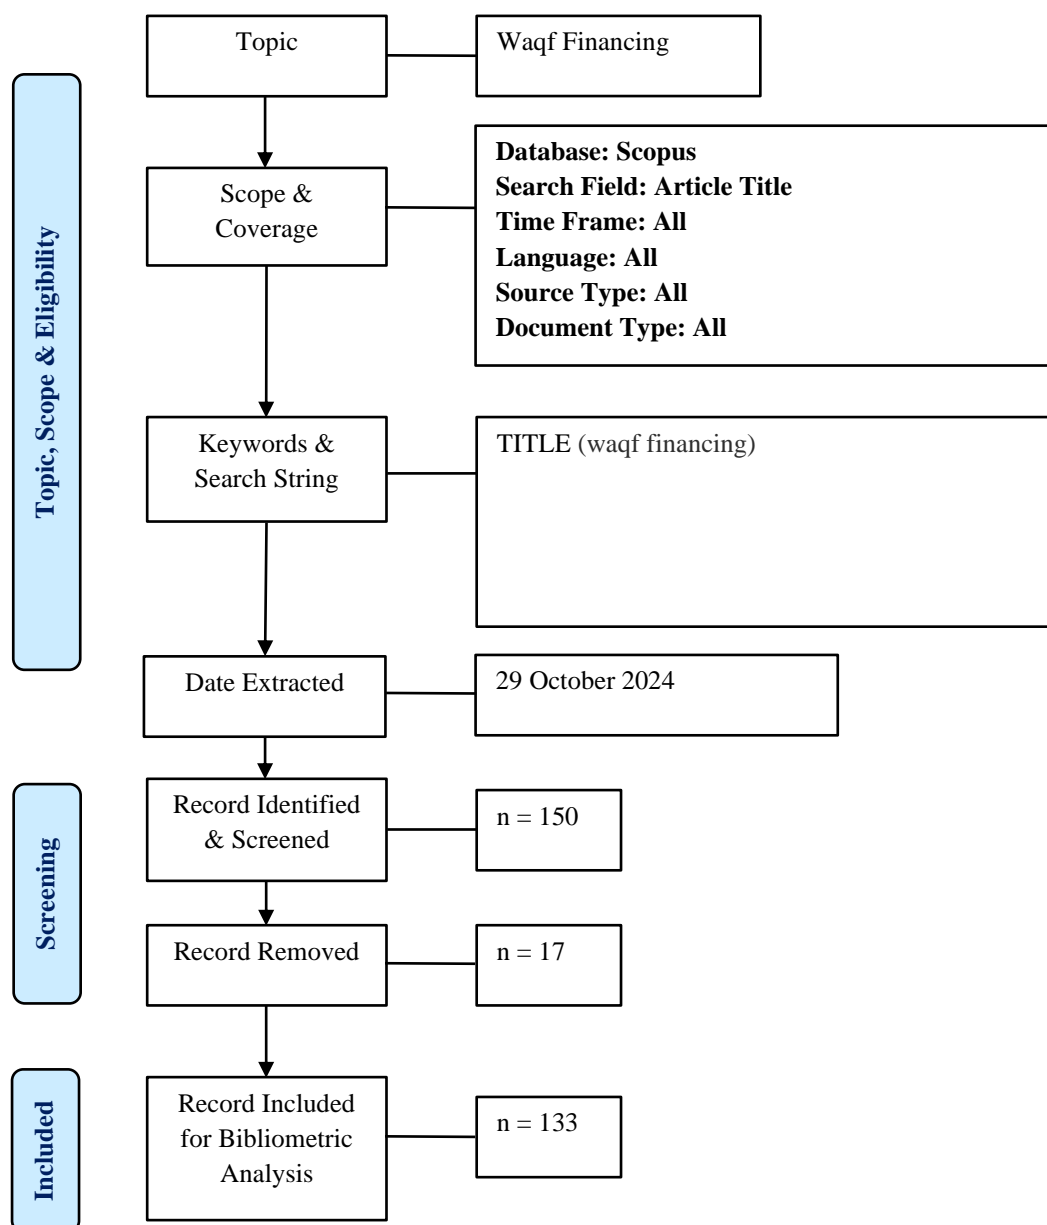 Topic
Waqf Financing
Topic, Scope & Eligibility
Scope &
Coverage
Database: Scopus
Search Field: Article Title
Time Frame: All
Language: All
Source Type: All
Document Type: All
Keywords &
Search String
TITLE (waqf financing)
Date Extracted
29 October 2024
Screening
Record Identified
& Screened
n = 150
Record Removed
n = 17
Included
Record Included
for Bibliometric
Analysis
n = 133